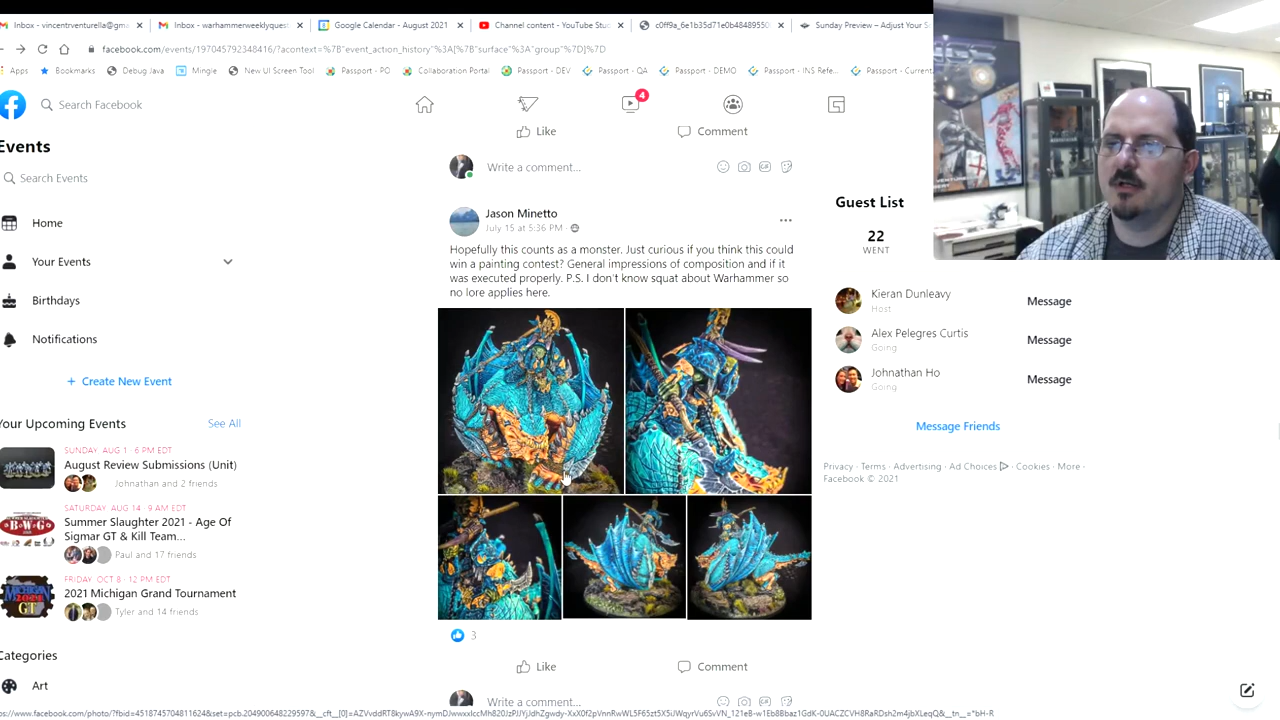 Inbox - vincentrventurella@gm
Inbox - warhammerweeklyques
Google Calendar - August 2021
Channel content - YouTube Stu
c0ff9a_6e1b35d71e0b48489550
Sunday Preview – Adjust Your S
facebook.com/events/197045792348416/?acontext=%7B"event_action_history"%3A[%7B"surface"%3A"group"%7D]%7D
Apps
Bookmarks
Debug Java
Mingle
New UI Screen Tool
Passport - PO
Collaboration Portal
Passport - DEV
Passport - QA
Passport - DEMO
Passport - INS Refe...
Passport - Current
Search Facebook
4
Events
Search Events
Home
Your Events
Birthdays
Notifications
+ Create New Event
Your Upcoming Events
See All
SUNDAY, AUG 1 · 6 PM EDT
August Review Submissions (Unit)
Johnathan and 2 friends
SATURDAY, AUG 14 · 9 AM EDT
Summer Slaughter 2021 - Age Of
Sigmar GT & Kill Team...
Paul and 17 friends
FRIDAY, OCT 8 · 12 PM EDT
2021 Michigan Grand Tournament
Tyler and 14 friends
Categories
Art
Like
Comment
Write a comment...
Jason Minetto
July 15 at 5:36 PM ·
Hopefully this counts as a monster. Just curious if you think this could
win a painting contest? General impressions of composition and if it
was executed properly. P.S. I don't know squat about Warhammer so
no lore applies here.
3
Like
Comment
Write a comment...
Guest List
22
WENT
Kieran Dunleavy
Host
Message
Alex Pelegres Curtis
Going
Message
Johnathan Ho
Going
Message
Message Friends
Privacy · Terms · Advertising · Ad Choices · Cookies · More ·
Facebook © 2021